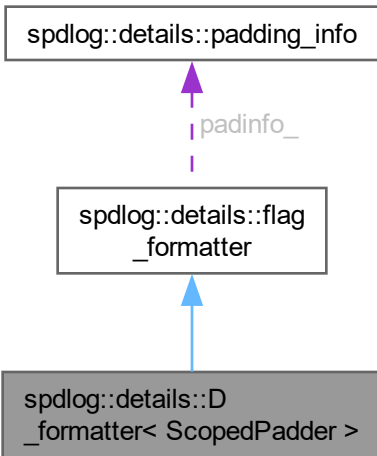 spdlog::details::padding_info
padinfo_
spdlog::details::flag
_formatter
spdlog::details::D
_formatter< ScopedPadder >